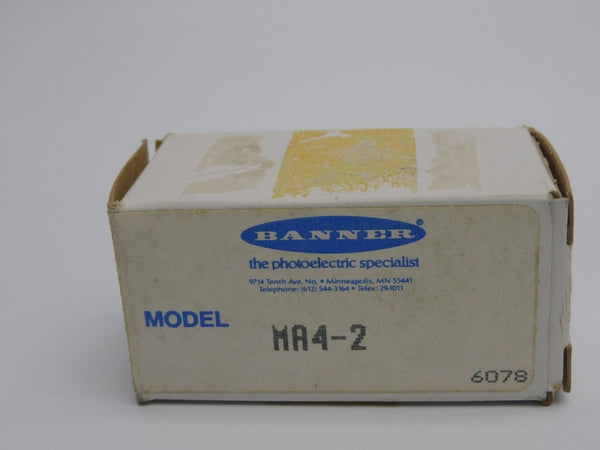 BANNER®
the photoelectric specialist
9714 Tenth Ave. No. • Minneapolis, MN 55441
Telephone: (612) 544-3164 • Telex: 29-1011
MODEL MA4-2
6078